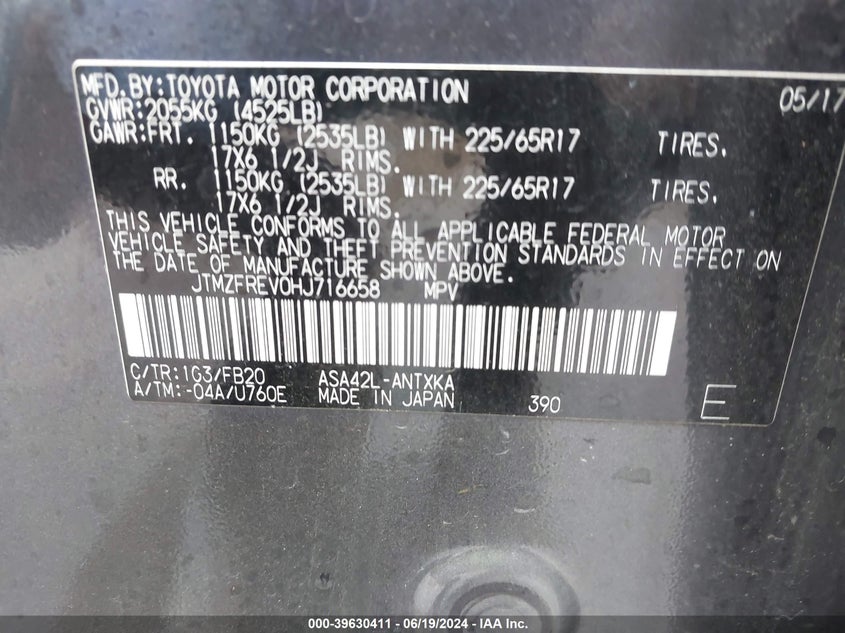 MFD.BY:TOYOTA MOTOR CORPORATION 05/17
GVWR:2055KG (4525LB)
GAWR:FRT. 1150KG (2535LB) WITH 225/65R17 TIRES.
17X6 1/2J RIMS.
RR. 1150KG (2535LB) WITH 225/65R17 TIRES.
17X6 1/2J RIMS.
THIS VEHICLE CONFORMS TO ALL APPLICABLE FEDERAL MOTOR
VEHICLE SAFETY AND THEFT PREVENTION STANDARDS IN EFFECT ON
THE DATE OF MANUFACTURE SHOWN ABOVE.
JTMZFREV0HJ716658 MPV
C/TR:1G3/FB20 ASA42L-ANTXKA
A/TM:-04A/U760E MADE IN JAPAN 390 E
000-39630411 - 06/19/2024 - IAA Inc.